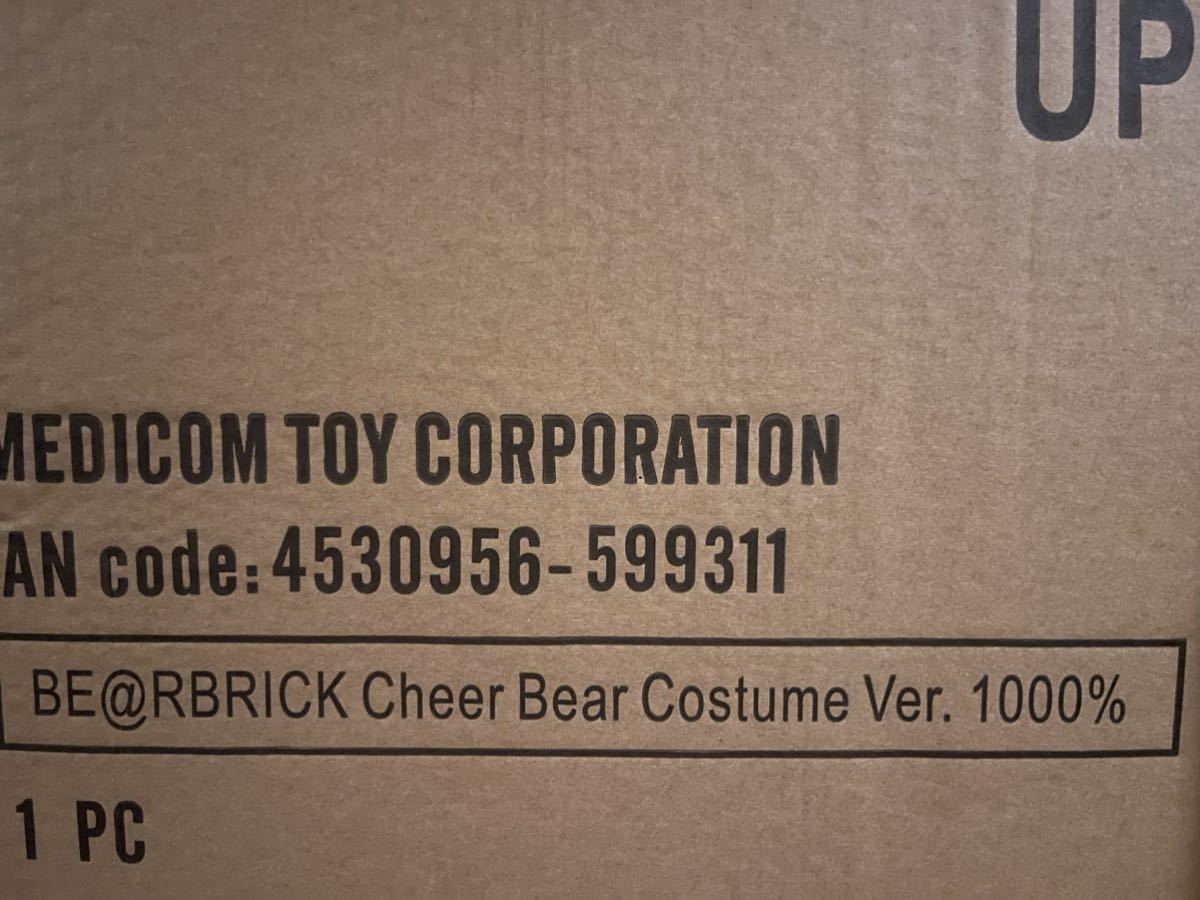 UP
MEDICOM TOY CORPORATION
AN code: 4530956-599311
BE@RBRICK Cheer Bear Costume Ver. 1000%
1 PC